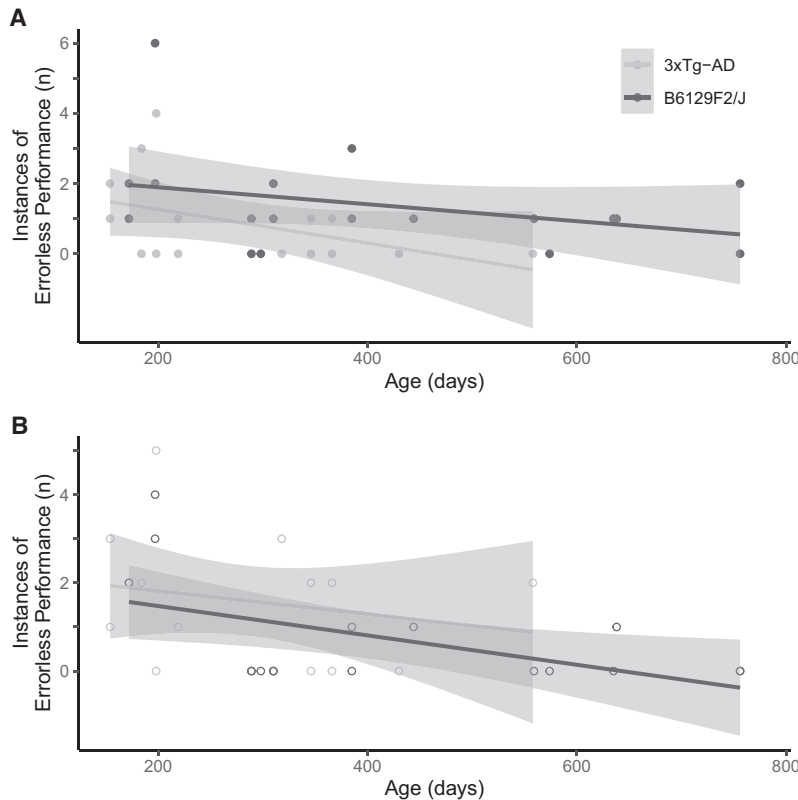 A
Instances of
Errorless Performance (n)
6
4
2
0
3xTg−AD
B6129F2/J
200
400
600
800
Age (days)
B
Instances of
Errorless Performance (n)
4
2
0
200
400
600
800
Age (days)